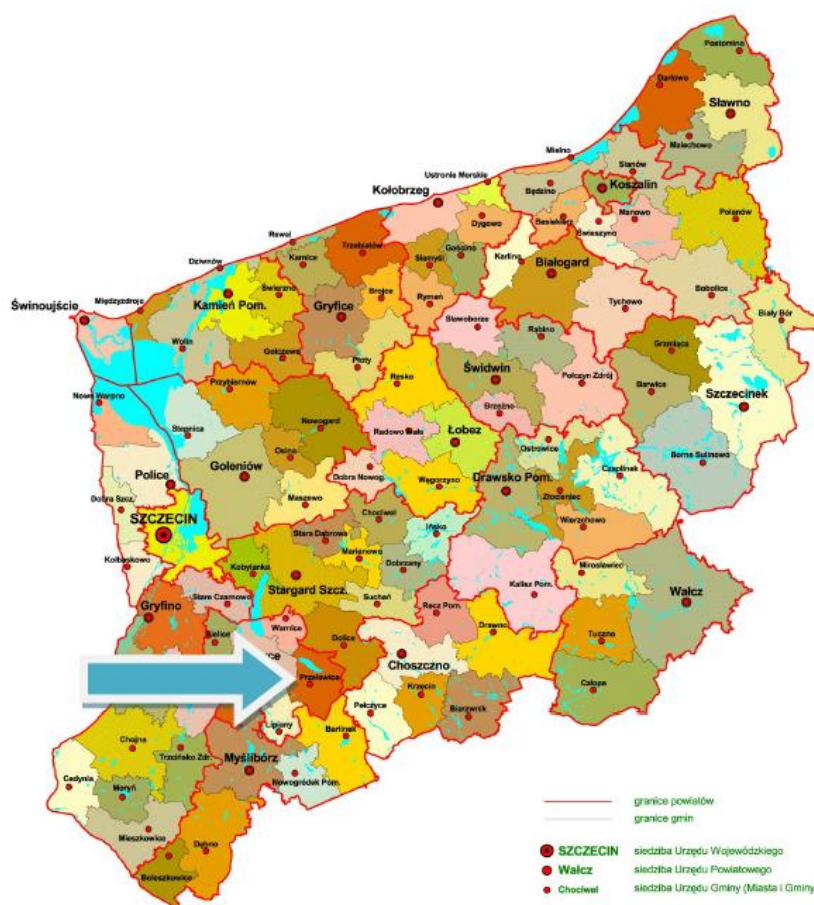 Postomino
Darłowo
Sławno
Malechowo
Mielno
Sianów
Ustronie Morskie
Będzino
Koszalin
Kołobrzeg
Polanów
Dygowo
Biesiekierz
Manowo
Świeszyno
Rewal
Trzebiatów
Gościno
Karnice
Siemyśl
Karlino
Białogard
Dziwnów
Bobolice
Świerzno
Brojce
Rymań
Tychowo
Międzyzdroje
Kamień Pom.
Gryfice
Biały Bór
Świnoujście
Sławoborze
Rąbino
Grzmiąca
Wolin
Gołczewo
Płoty
Świdwin
Połczyn Zdrój
Resko
Barwice
Przybiernów
Szczecinek
Nowe Warpno
Brzeżno
Stepnica
Nowogard
Radowo Małe
Łobez
Ostrowice
Borne Sulinowo
Osina
Police
Goleniów
Dobra Nowog.
Czaplinek
Węgorzyno
Drawsko Pom.
Złocieniec
Dobra Szcz.
Maszewo
SZCZECIN
Chociwel
Ińsko
Wierzchowo
Stara Dąbrowa
Marianowo
Kołbaskowo
Kobylanka
Dobrzany
Mirosławiec
Stargard Szcz.
Kalisz Pom.
Wałcz
Suchań
Stare Czarnowo
Recz Pom.
Gryfino
Warnice
Drawno
Bielice
Dolice
Tuczno
Choszczno
Przelewice
Krzęcin
Człopa
Pełczyce
Bierzwnik
Lipiany
Barlinek
Chojna
Trzcińsko Zdr.
Myślibórz
Cedynia
Nowogródek Pom.
Moryń
Mieszkowice
Dębno
Boleszkowice
granice powiatów
granice gmin
SZCZECIN siedziba Urzędu Wojewódzkiego
Wałcz siedziba Urzędu Powiatowego
Chociwel siedziba Urzędu Gminy (Miasta i Gminy